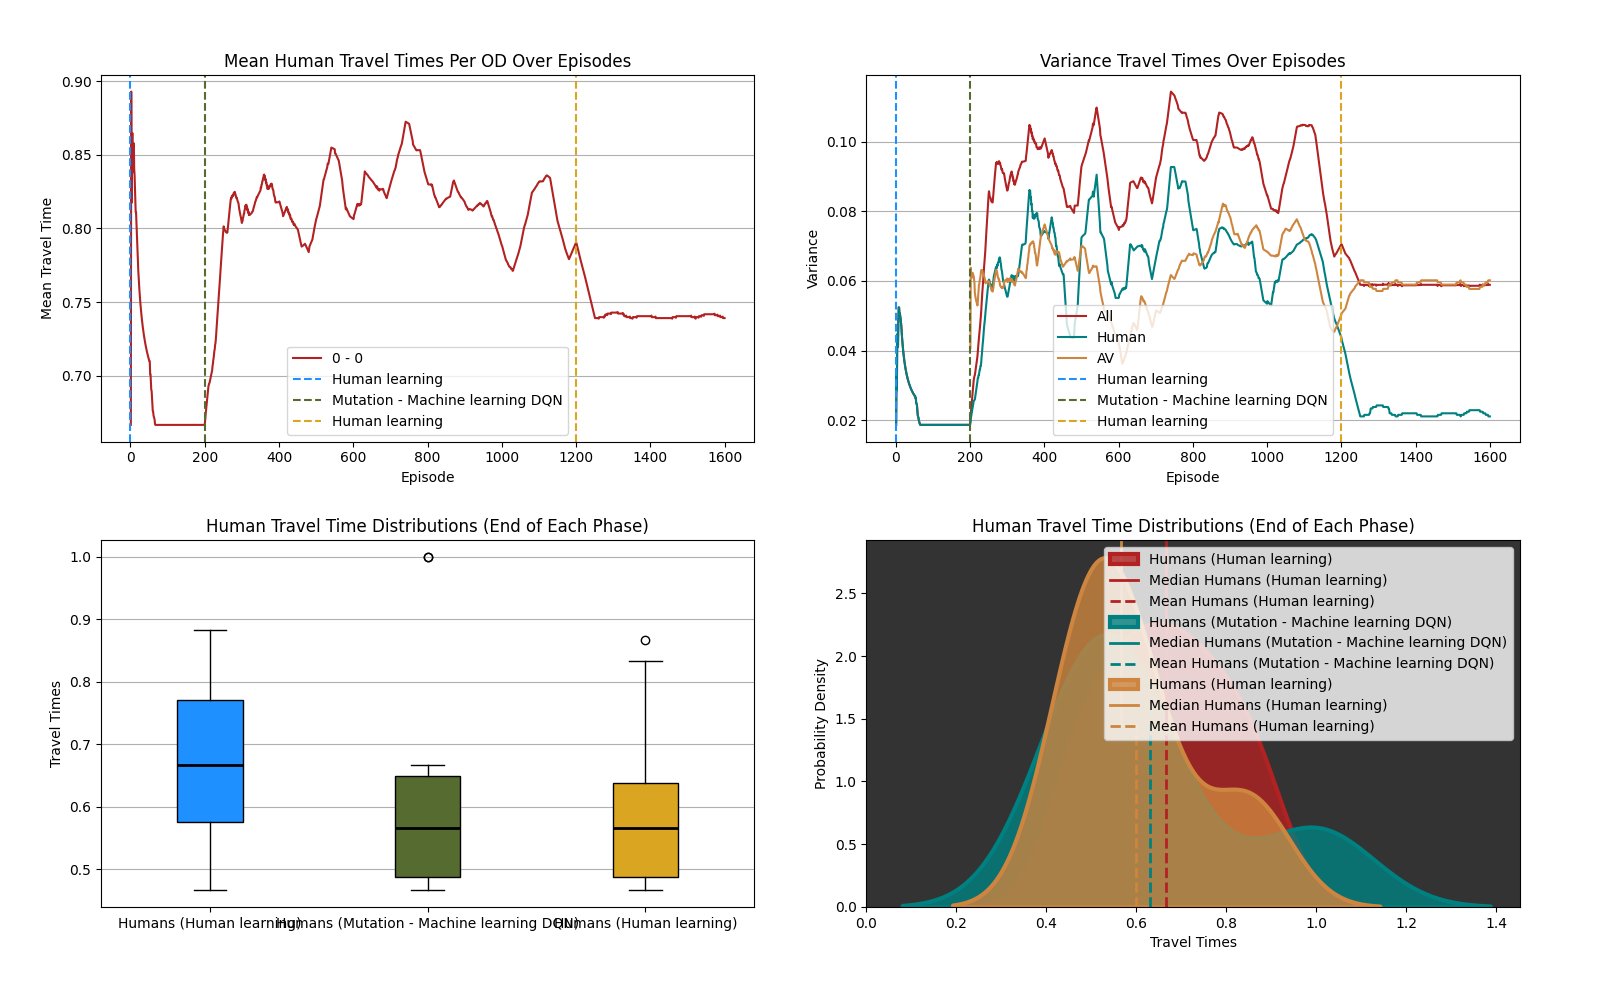 Mean Human Travel Times Per OD Over Episodes
Mean Travel Time
0.90
0.85
0.80
0.75
0.70
0 - 0
Human learning
Mutation - Machine learning DQN
Human learning
0 200 400 600 800 1000 1200 1400 1600
Episode
Variance Travel Times Over Episodes
Variance
0.10
0.08
0.06
0.04
0.02
All
Human
AV
Human learning
Mutation - Machine learning DQN
Human learning
0 200 400 600 800 1000 1200 1400 1600
Episode
Human Travel Time Distributions (End of Each Phase)
Travel Times
1.0
0.9
0.8
0.7
0.6
0.5
Humans (Human learning)
Humans (Mutation - Machine learning DQN)
Humans (Human learning)
Human Travel Time Distributions (End of Each Phase)
Probability Density
2.5
2.0
1.5
1.0
0.5
0.0
Humans (Human learning)
Median Humans (Human learning)
Mean Humans (Human learning)
Humans (Mutation - Machine learning DQN)
Median Humans (Mutation - Machine learning DQN)
Mean Humans (Mutation - Machine learning DQN)
Humans (Human learning)
Median Humans (Human learning)
Mean Humans (Human learning)
0.0 0.2 0.4 0.6 0.8 1.0 1.2 1.4
Travel Times